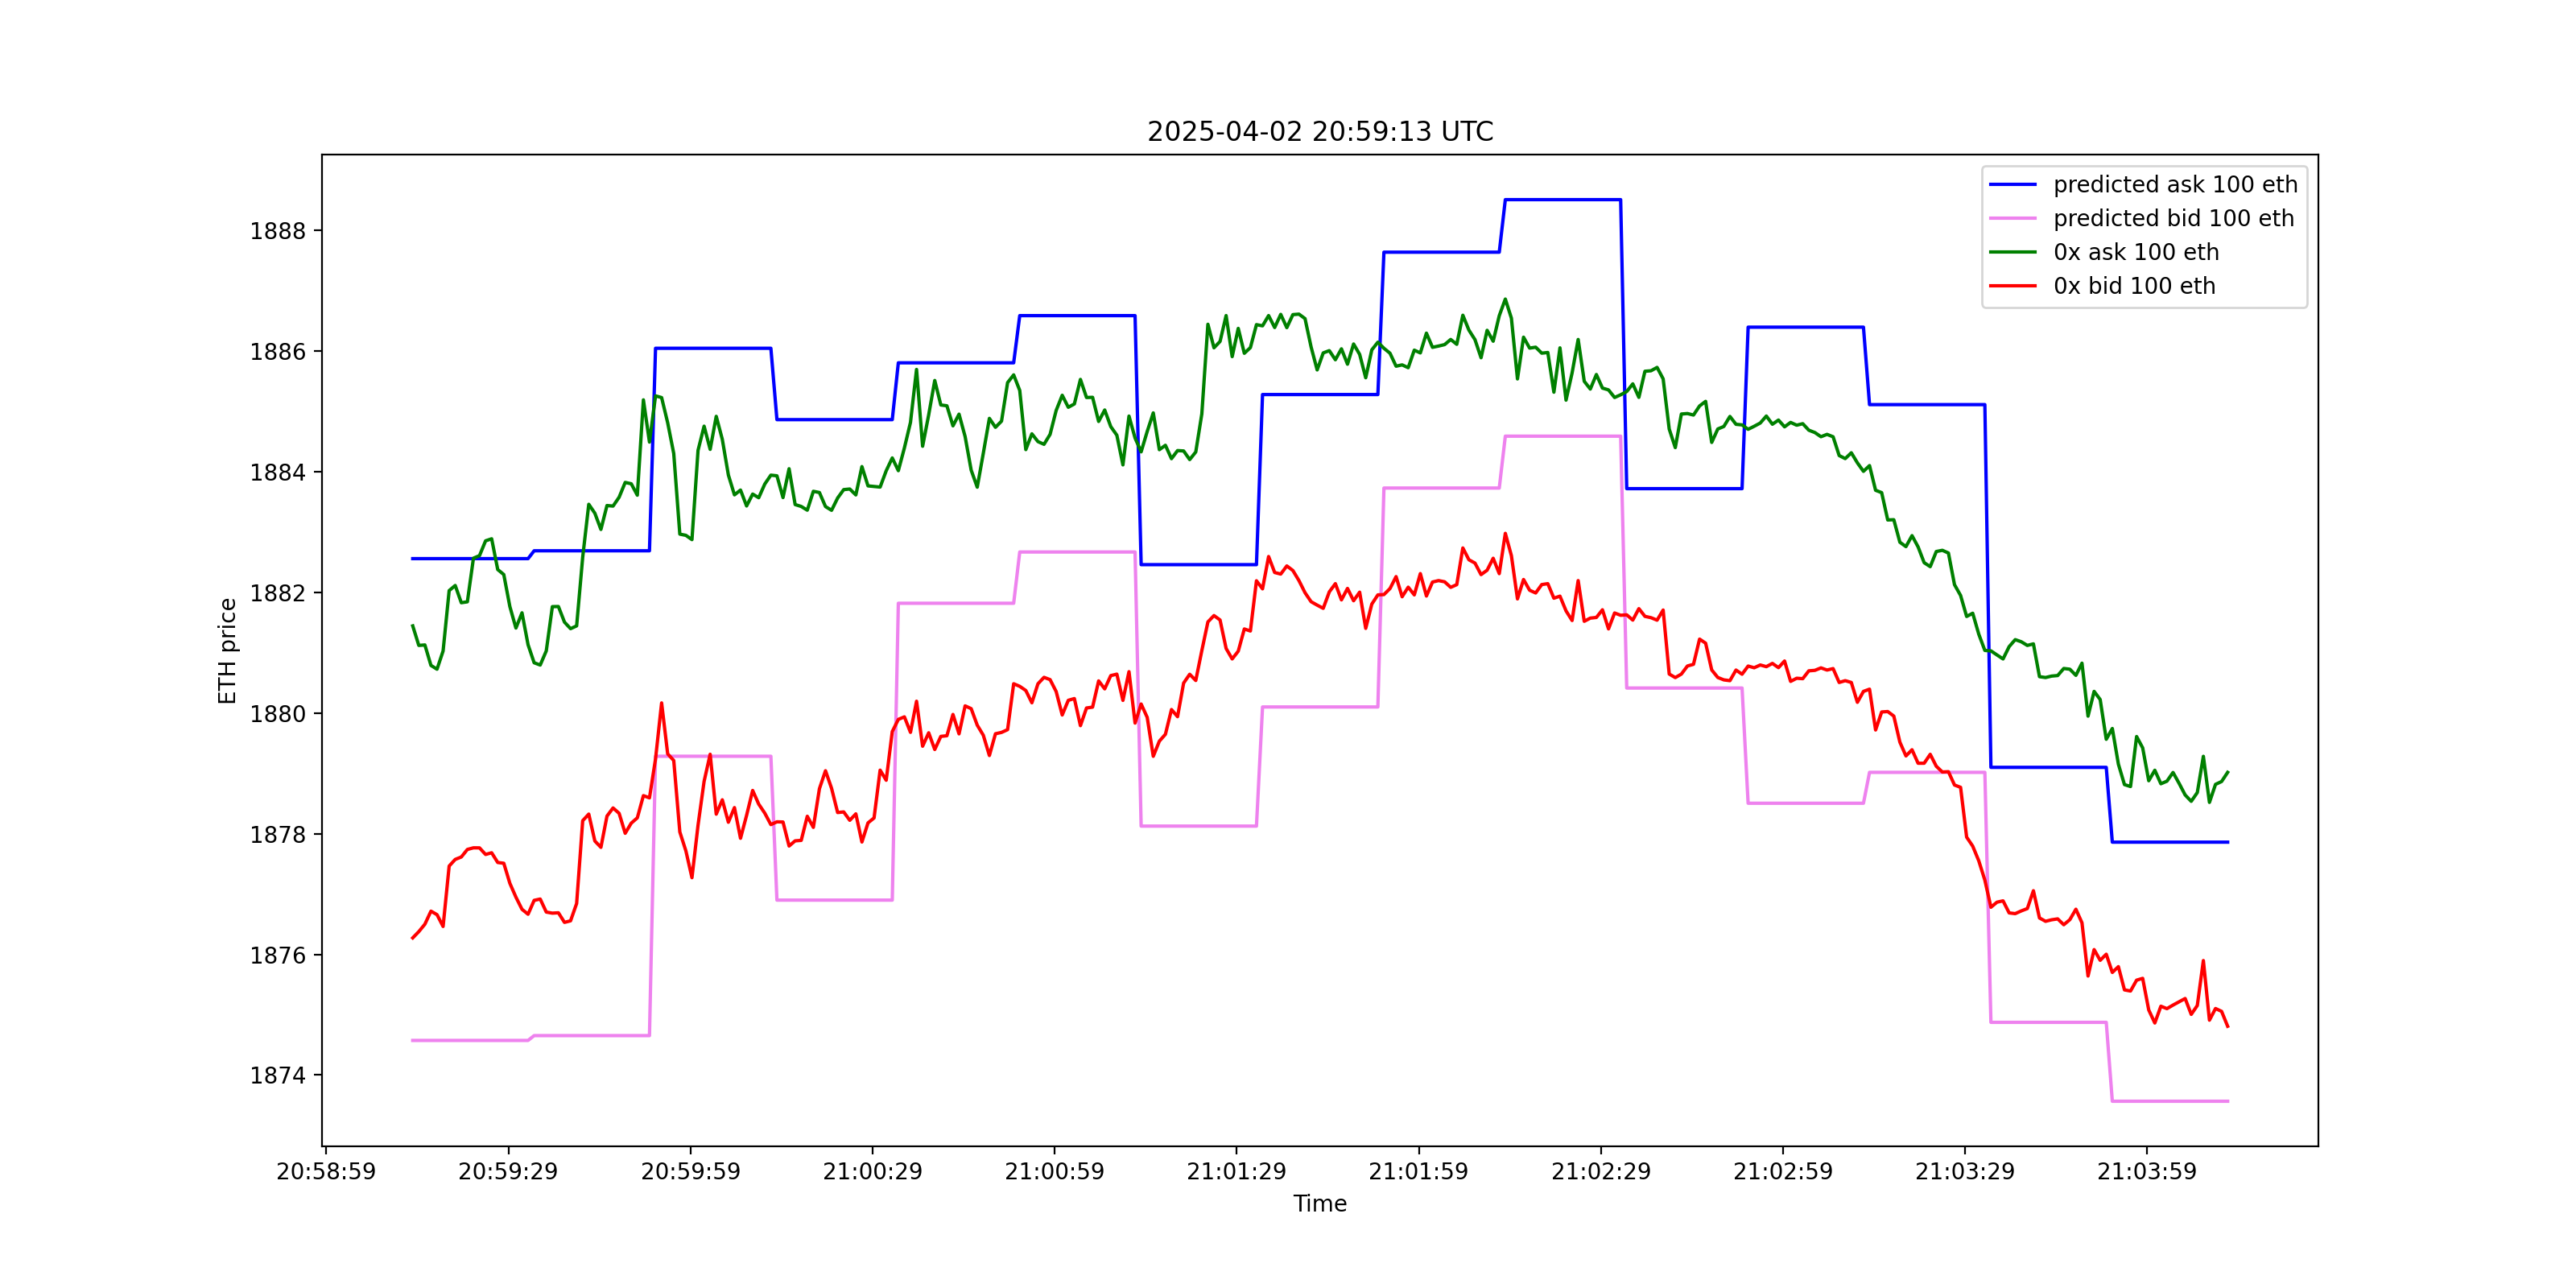 2025-04-02 20:59:13 UTC
predicted ask 100 eth
predicted bid 100 eth
0x ask 100 eth
0x bid 100 eth
ETH price
1888
1886
1884
1882
1880
1878
1876
1874
20:58:59 20:59:29 20:59:59 21:00:29 21:00:59 21:01:29 21:01:59 21:02:29 21:02:59 21:03:29 21:03:59
Time